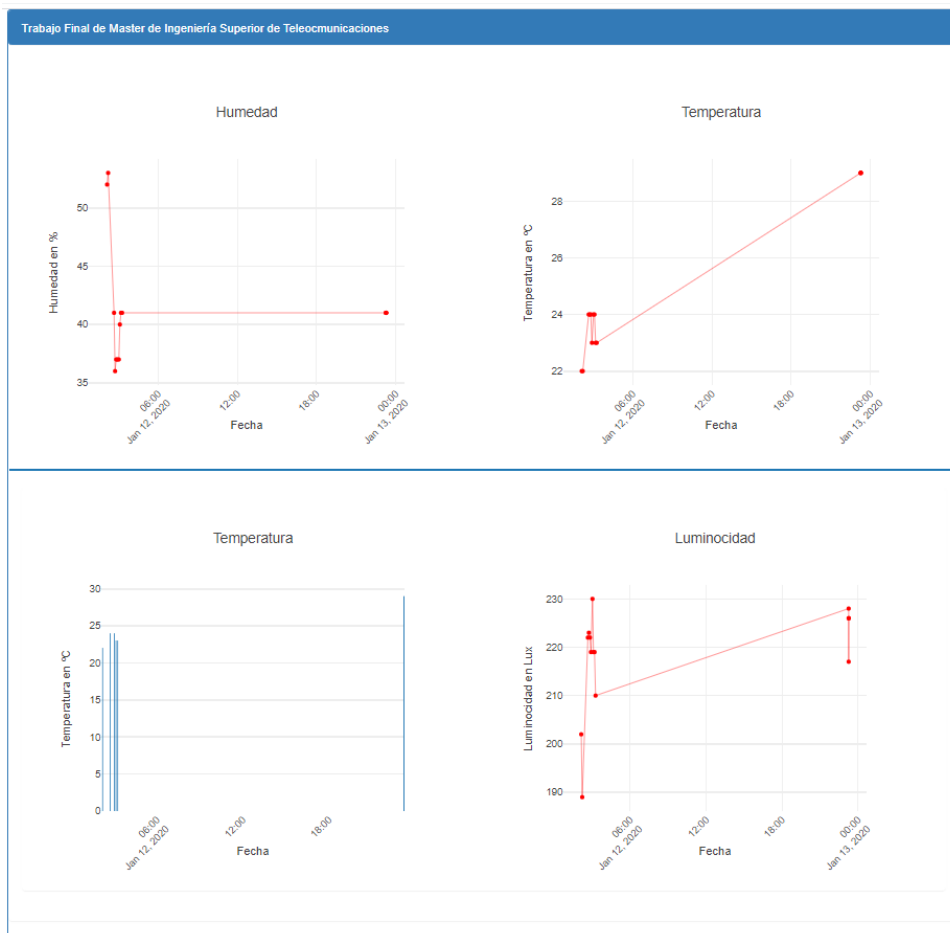 Trabajo Final de Master de Ingeniería Superior de Teleocmunicaciones
Humedad
50
45
40
35
Humedad en %
06:00
Jan 12, 2020
12:00
18:00
00:00
Jan 13, 2020
Fecha
Temperatura
28
26
24
22
Temperatura en ºC
06:00
Jan 12, 2020
12:00
18:00
00:00
Jan 13, 2020
Fecha
Temperatura
30
25
20
15
10
5
0
Temperatura en ºC
06:00
Jan 12, 2020
12:00
18:00
Fecha
Luminocidad
230
220
210
200
190
Luminocidad en Lux
06:00
Jan 12, 2020
12:00
18:00
00:00
Jan 13, 2020
Fecha